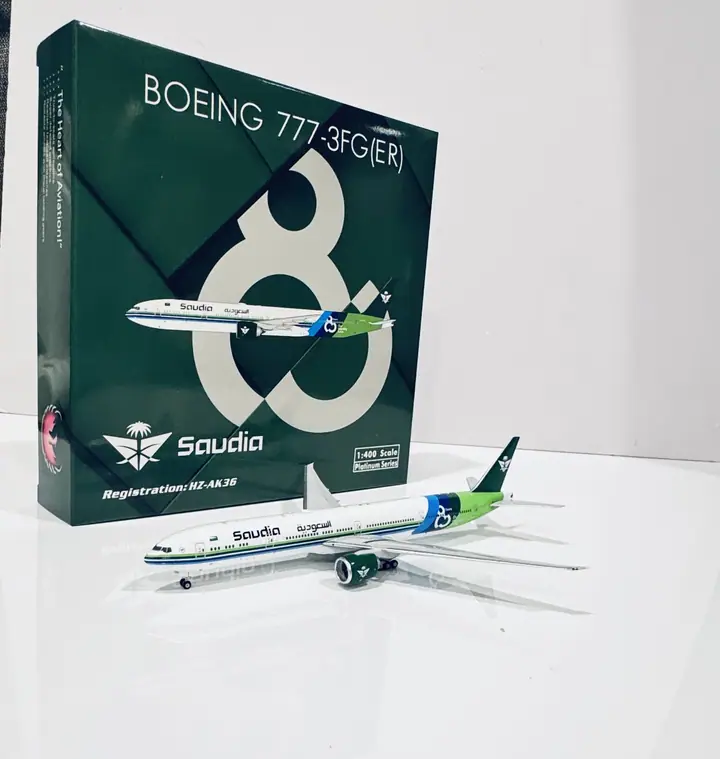 BOEING 777-3FG(ER)
"...The Heart of Aviation!"
Saudia السعودية
Saudia
1:400 Scale
Platinum Series
Registration: HZ-AK36
Saudia السعودية